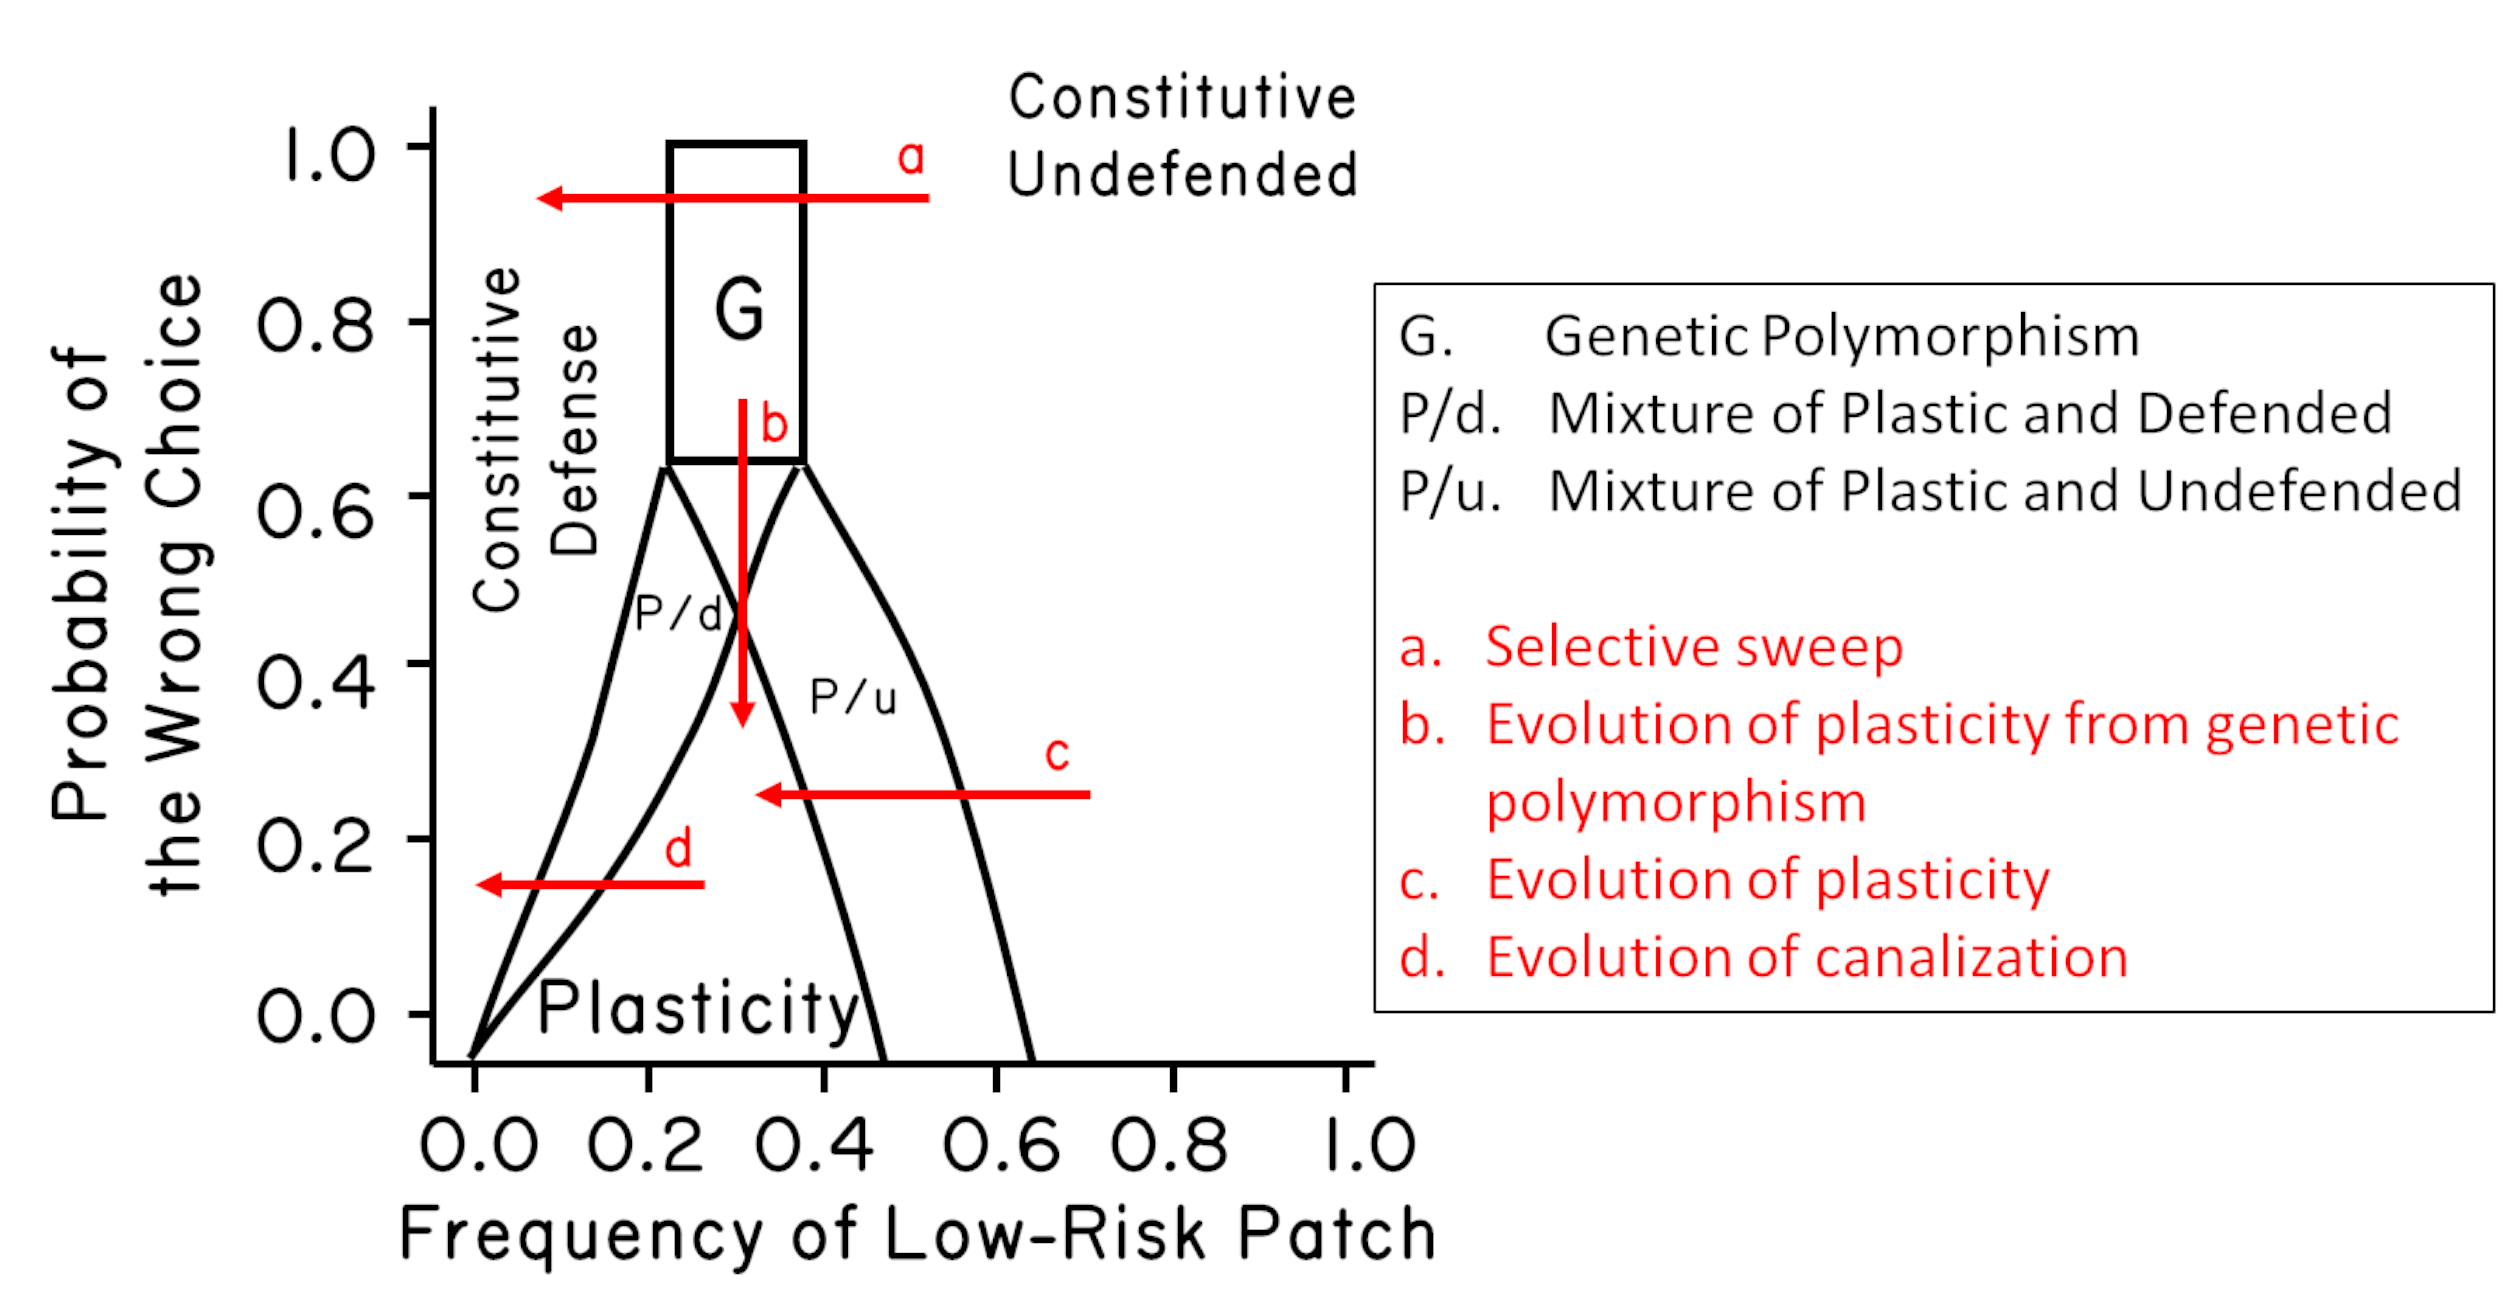 Constitutive
Undefended
a
1.0
0.8
0.6
0.4
0.2
0.0
Probability of
the Wrong Choice
Constitutive
Defense
G
b
P/d
P/u
c
d
Plasticity
0.0 0.2 0.4 0.6 0.8 1.0
Frequency of Low-Risk Patch
G. Genetic Polymorphism
P/d. Mixture of Plastic and Defended
P/u. Mixture of Plastic and Undefended
a. Selective sweep
b. Evolution of plasticity from genetic
polymorphism
c. Evolution of plasticity
d. Evolution of canalization